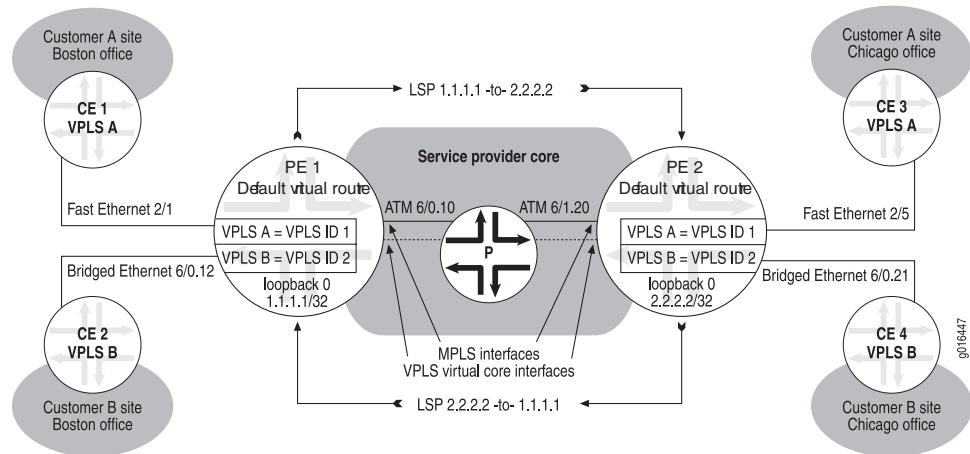 Customer A site
Boston office
CE 1
VPLS A
Customer A site
Chicago office
CE 3
VPLS A
LSP 1.1.1.1 -to- 2.2.2.2
Service provider core
PE 1
Default virtual route
PE 2
Default virtual route
Fast Ethernet 2/1
ATM 6/0.10
ATM 6/1.20
Fast Ethernet 2/5
VPLS A = VPLS ID 1
VPLS B = VPLS ID 2
P
VPLS A = VPLS ID 1
VPLS B = VPLS ID 2
Bridged Ethernet 6/0.12
loopback 0
1.1.1.1/32
loopback 0
2.2.2.2/32
Bridged Ethernet 6/0.21
CE 2
VPLS B
MPLS interfaces
VPLS virtual core interfaces
CE 4
VPLS B
LSP 2.2.2.2 -to- 1.1.1.1
Customer B site
Boston office
Customer B site
Chicago office
g016447